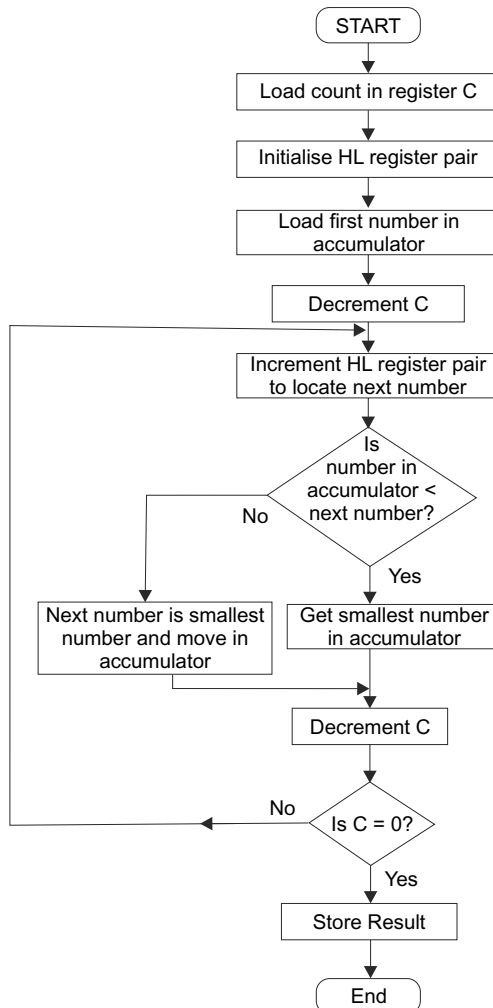 START
Load count in register C
Initialise HL register pair
Load first number in
accumulator
Decrement C
Increment HL register pair
to locate next number
Is
number in
accumulator <
next number?
No
Yes
Next number is smallest
number and move in
accumulator
Get smallest number
in accumulator
Decrement C
No
Is C = 0?
Yes
Store Result
End